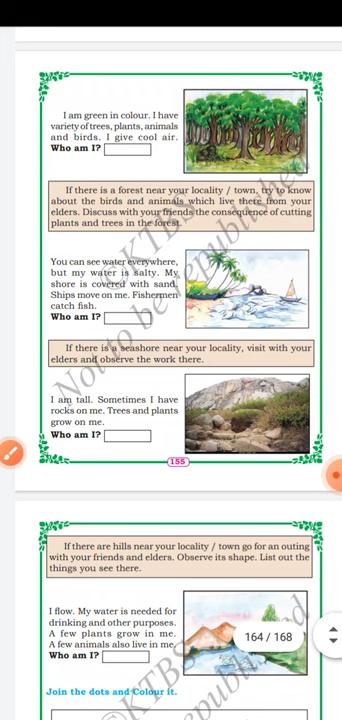 I am green in colour. I have
variety of trees, plants, animals
and birds. I give cool air.
Who am I?
If there is a forest near your locality / town, try to know
about the birds and animals which live there from your
elders. Discuss with your friends the consequence of cutting
plants and trees in the forest.
You can see water everywhere,
but my water is salty. My
shore is covered with sand.
Ships move on me. Fishermen
catch fish.
Who am I?
If there is a seashore near your locality, visit with your
elders and observe the work there.
I am tall. Sometimes I have
rocks on me. Trees and plants
grow on me.
Who am I?
©KTBS
Not to be republished
155
If there are hills near your locality / town go for an outing
with your friends and elders. Observe its shape. List out the
things you see there.
I flow. My water is needed for
drinking and other purposes.
A few plants grow in me.
A few animals also live in me.
Who am I?
164 / 168
Join the dots and Colour it.
©KTBS